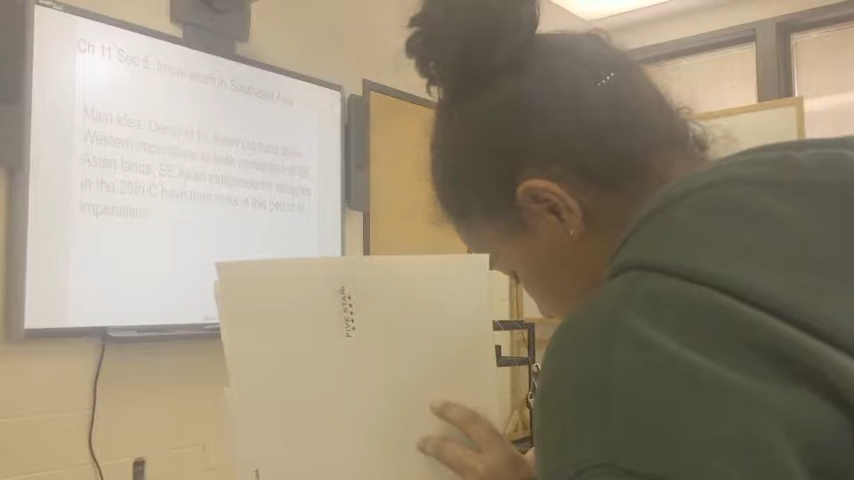 Ch 11 Sec 5: Imperialism in Southeast Asia
Main idea: Demand for Asian products drove
Western imperialists to seek possession of SE
Asian lands. SE Asian independence struggles
in the 20th C. have their roots in this period of
imperialism.
FIVE STAR